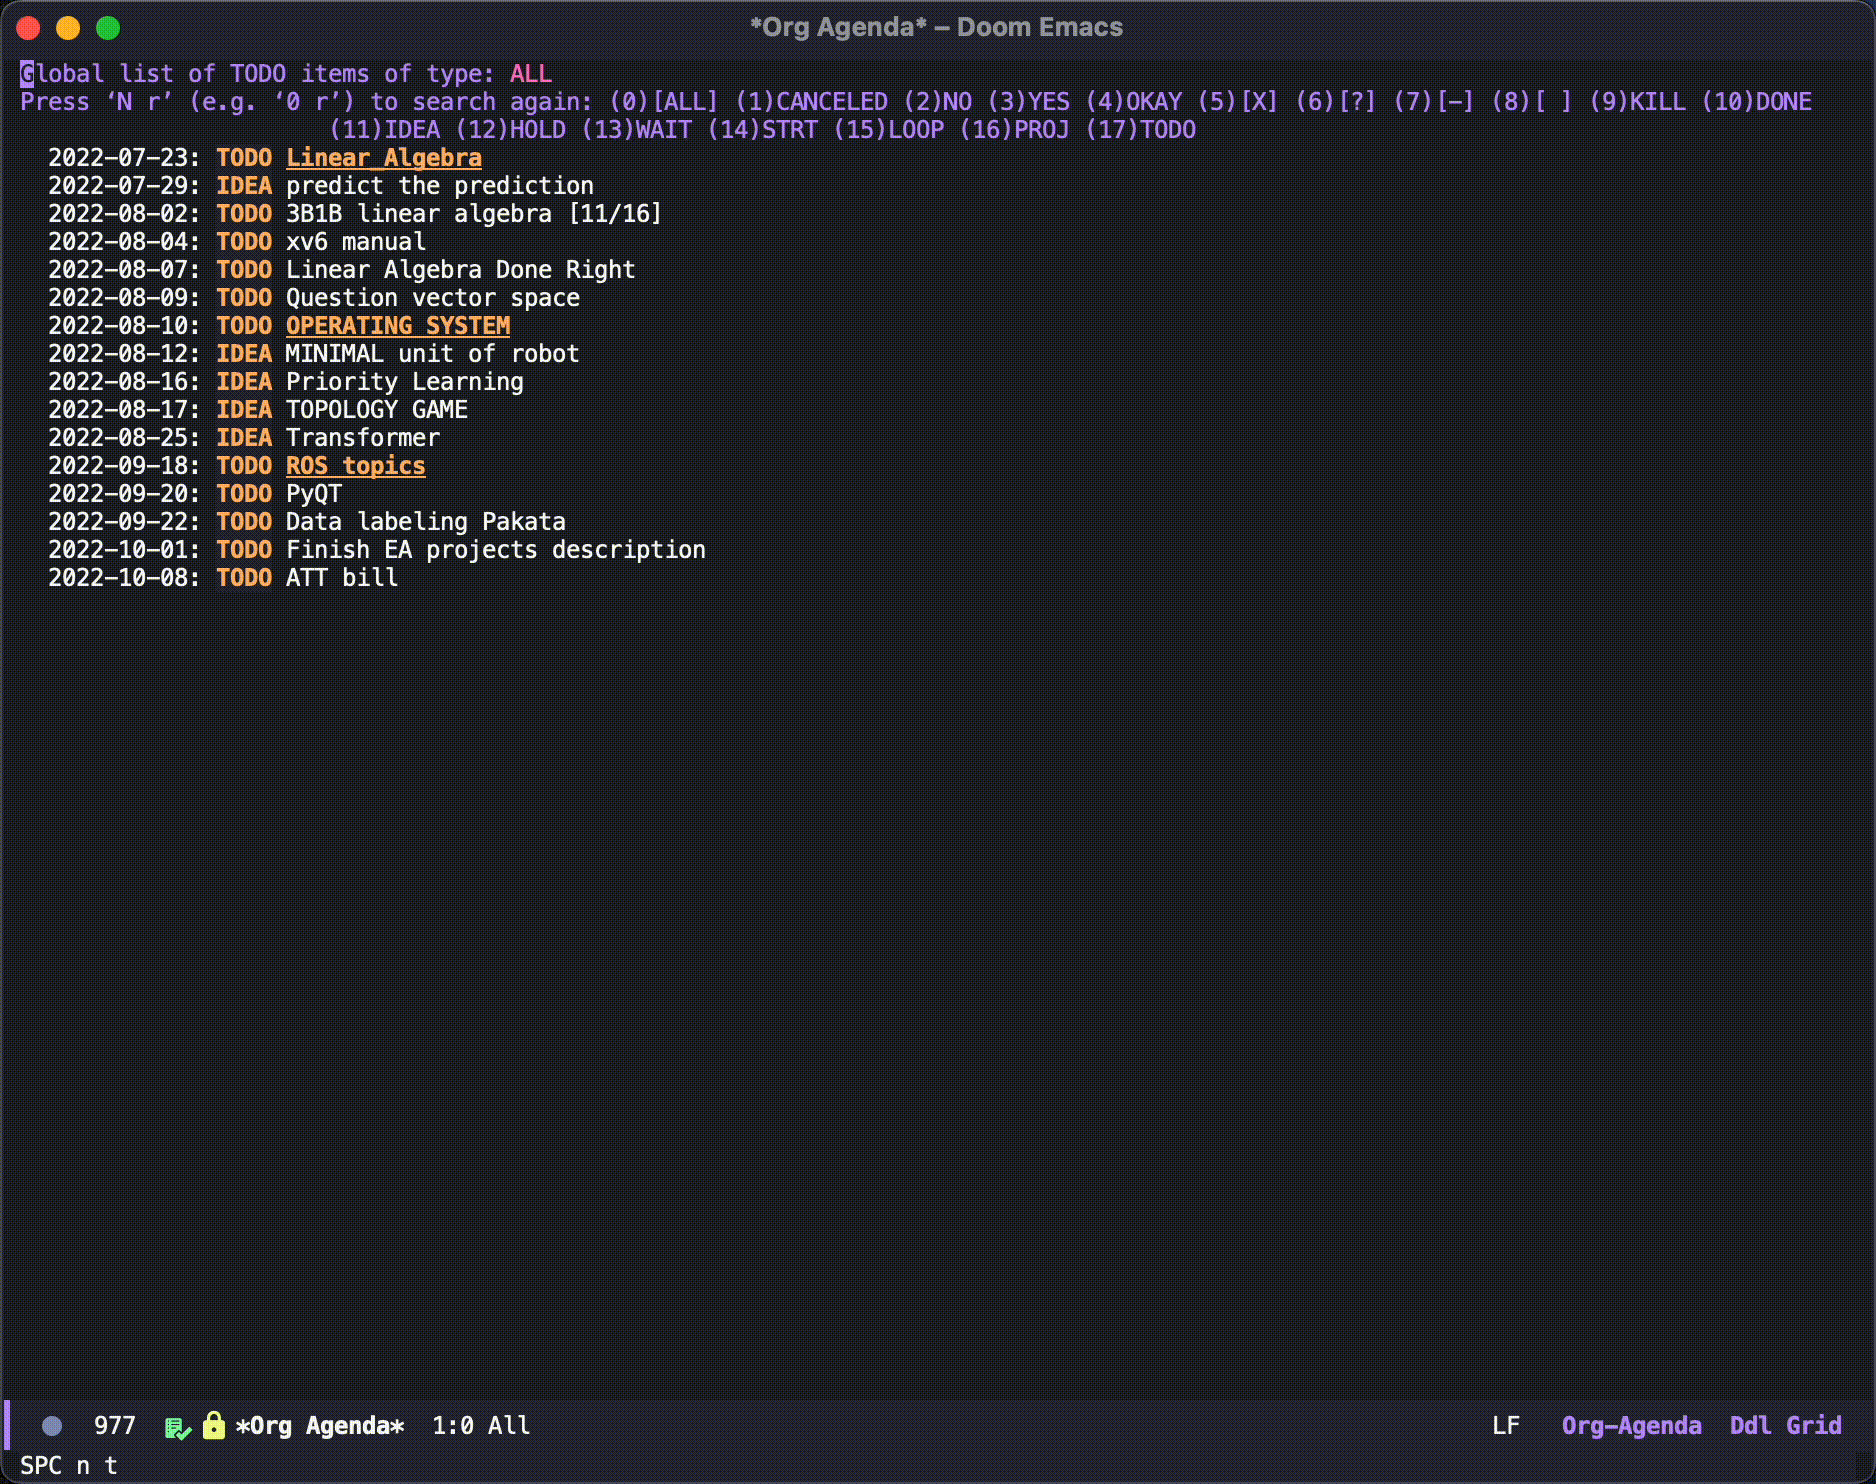 *Org Agenda* – Doom Emacs
Global list of TODO items of type: ALL
Press ‘N r’ (e.g. ‘0 r’) to search again: (0)[ALL] (1)CANCELED (2)NO (3)YES (4)OKAY (5)[X] (6)[?] (7)[-] (8)[ ] (9)KILL (10)DONE
(11)IDEA (12)HOLD (13)WAIT (14)STRT (15)LOOP (16)PROJ (17)TODO
2022-07-23: TODO Linear_Algebra
2022-07-29: IDEA predict the prediction
2022-08-02: TODO 3B1B linear algebra [11/16]
2022-08-04: TODO xv6 manual
2022-08-07: TODO Linear Algebra Done Right
2022-08-09: TODO Question vector space
2022-08-10: TODO OPERATING SYSTEM
2022-08-12: IDEA MINIMAL unit of robot
2022-08-16: IDEA Priority Learning
2022-08-17: IDEA TOPOLOGY GAME
2022-08-25: IDEA Transformer
2022-09-18: TODO ROS topics
2022-09-20: TODO PyQT
2022-09-22: TODO Data labeling Pakata
2022-10-01: TODO Finish EA projects description
2022-10-08: TODO ATT bill
977 *Org Agenda* 1:0 All LF Org-Agenda Ddl Grid
SPC n t